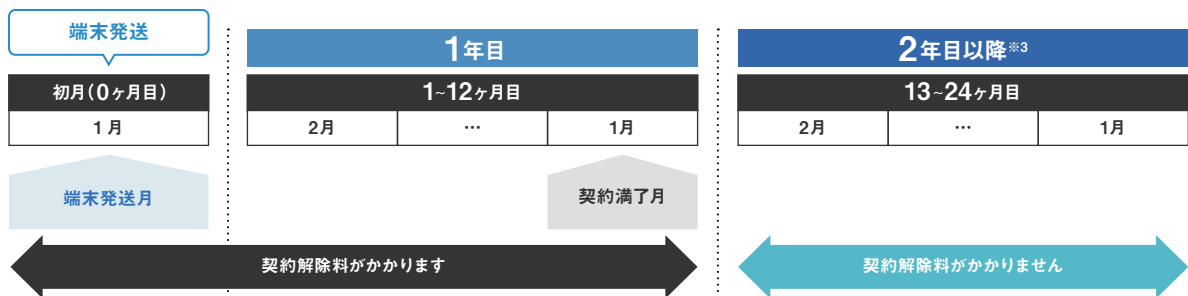 端末発送
1年目
2年目以降※3
初月(0ヶ月目)
1~12ヶ月目
13~24ヶ月目
1月
2月
…
1月
2月
…
1月
端末発送月
契約満了月
契約解除料がかかります
契約解除料がかかりません